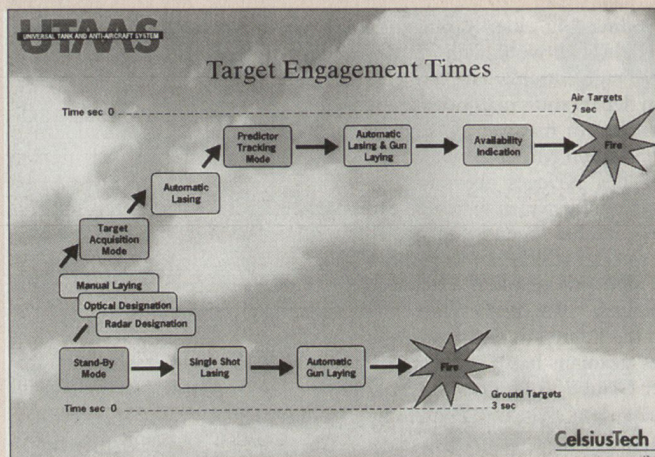 UTAAS
UNIVERSAL TANK AND ANTI-AIRCRAFT SYSTEM
Target Engagement Times
Air Targets
7 sec
Time sec 0
Predictor
Tracking
Mode
Automatic
Lasing & Gun
Laying
Availability
Indication
Fire
Automatic
Lasing
Target
Acquisition
Mode
Manual Laying
Optical Designation
Radar Designation
Stand-By
Mode
Single Shot
Lasing
Automatic
Gun Laying
Fire
Ground Targets
3 sec
Time sec 0
CelsiusTech